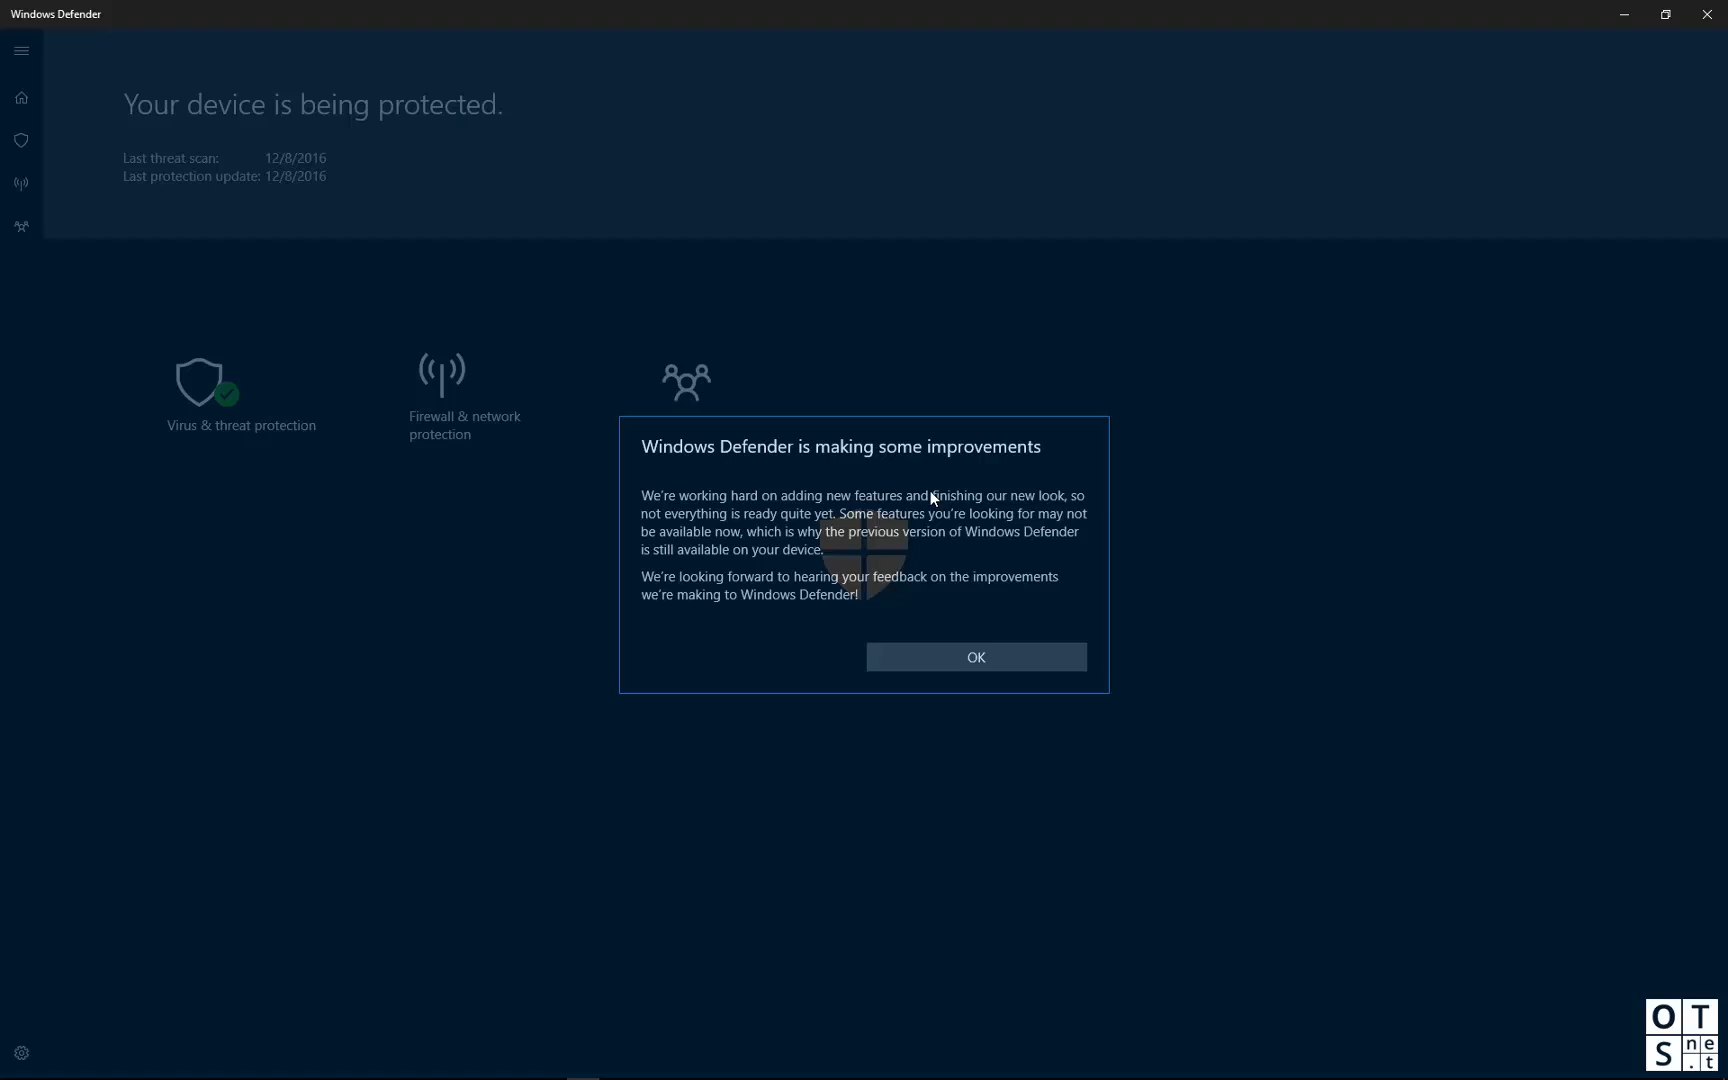 Windows Defender
Your device is being protected.
Last threat scan: 12/8/2016
Last protection update: 12/8/2016
Virus & threat protection
Firewall & network
protection
Windows Defender is making some improvements
We're working hard on adding new features and finishing our new look, so
not everything is ready quite yet. Some features you're looking for may not
be available now, which is why the previous version of Windows Defender
is still available on your device.
We're looking forward to hearing your feedback on the improvements
we're making to Windows Defender!
OK
OTS.net